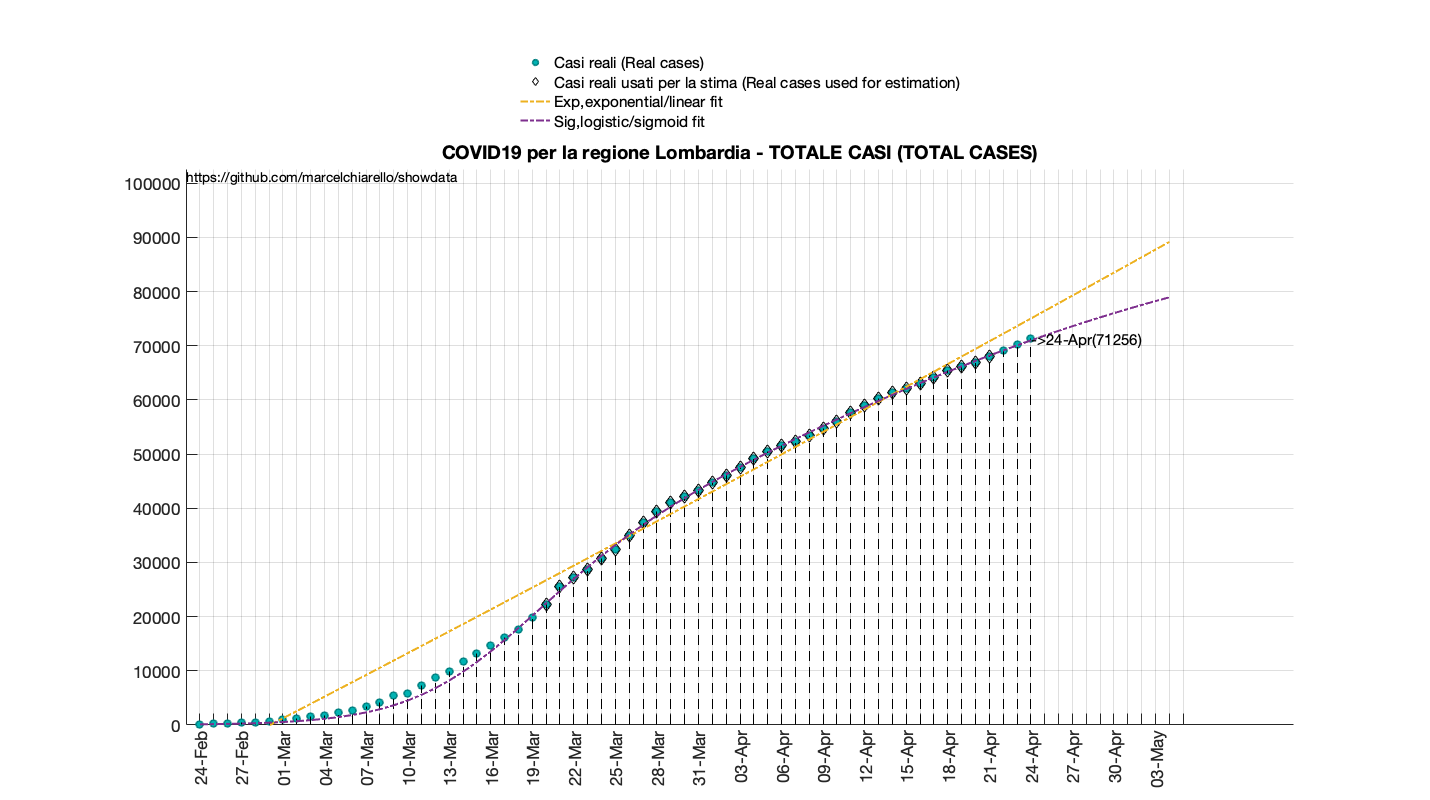 Casi reali (Real cases)
Casi reali usati per la stima (Real cases used for estimation)
Exp,exponential/linear fit
Sig,logistic/sigmoid fit
COVID19 per la regione Lombardia - TOTALE CASI (TOTAL CASES)
https://github.com/marcelchiarello/showdata
100000
90000
80000
70000
60000
50000
40000
30000
20000
10000
0
>24-Apr(71256)
24-Feb
27-Feb
01-Mar
04-Mar
07-Mar
10-Mar
13-Mar
16-Mar
19-Mar
22-Mar
25-Mar
28-Mar
31-Mar
03-Apr
06-Apr
09-Apr
12-Apr
15-Apr
18-Apr
21-Apr
24-Apr
27-Apr
30-Apr
03-May